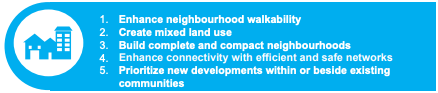 1. Enhance neighbourhood walkability
2. Create mixed land use
3. Build complete and compact neighbourhoods
4. Enhance connectivity with efficient and safe networks
5. Prioritize new developments within or beside existing
communities